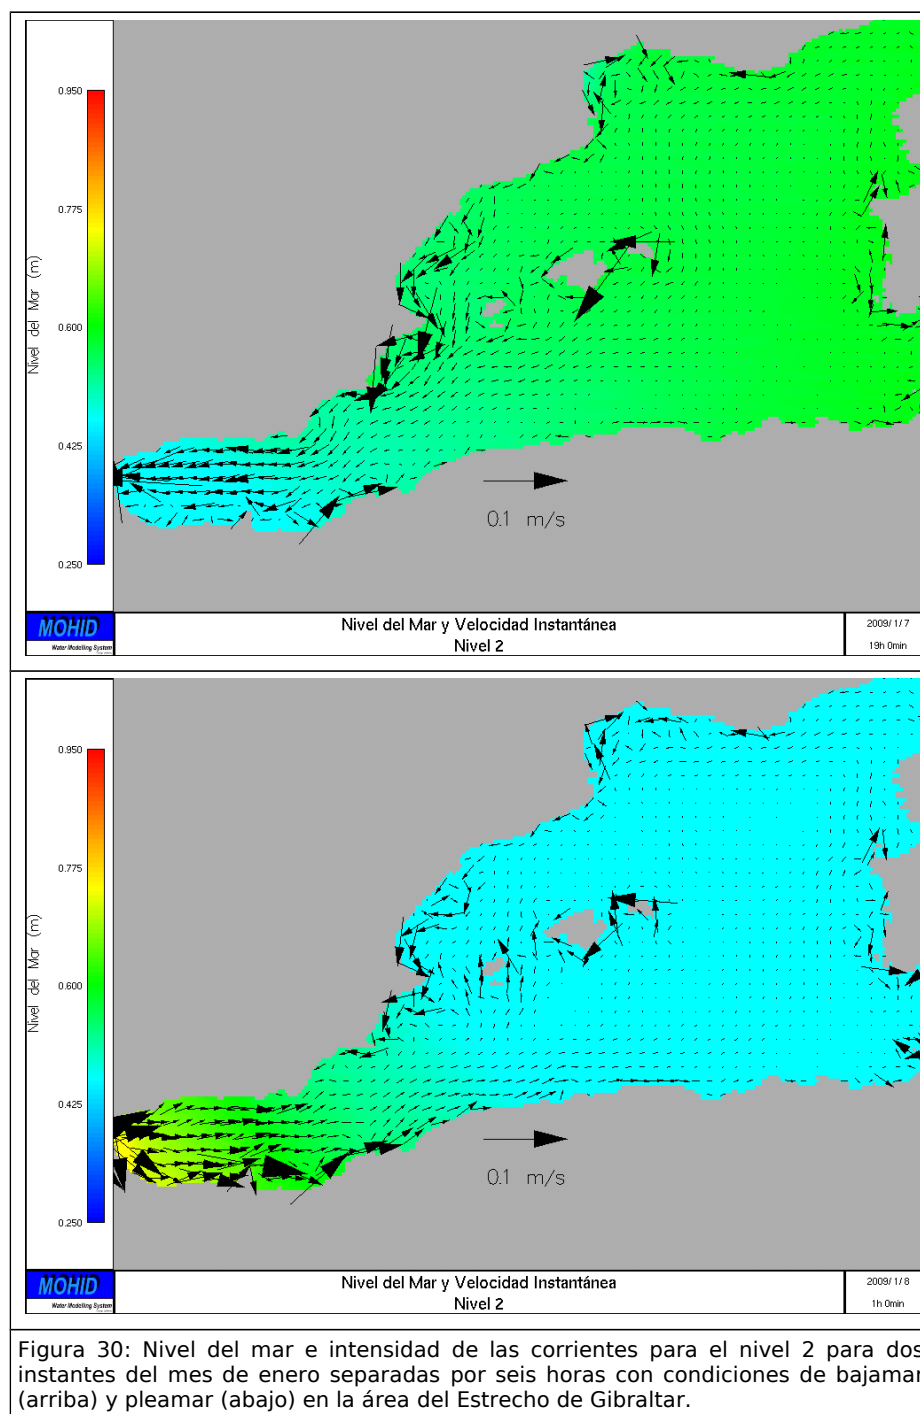 0.950
0.775
0.600
0.425
0.250
Nivel del Mar (m)
0.1 m/s
MOHID
Water Modelling System
Nivel del Mar y Velocidad Instantánea
Nivel 2
2009/1/7
19h 0min
0.950
0.775
0.600
0.425
0.250
Nivel del Mar (m)
0.1 m/s
MOHID
Water Modelling System
Nivel del Mar y Velocidad Instantánea
Nivel 2
2009/1/8
1h 0min
Figura 30: Nivel del mar e intensidad de las corrientes para el nivel 2 para dos
instantes del mes de enero separadas por seis horas con condiciones de bajamar
(arriba) y pleamar (abajo) en la área del Estrecho de Gibraltar.